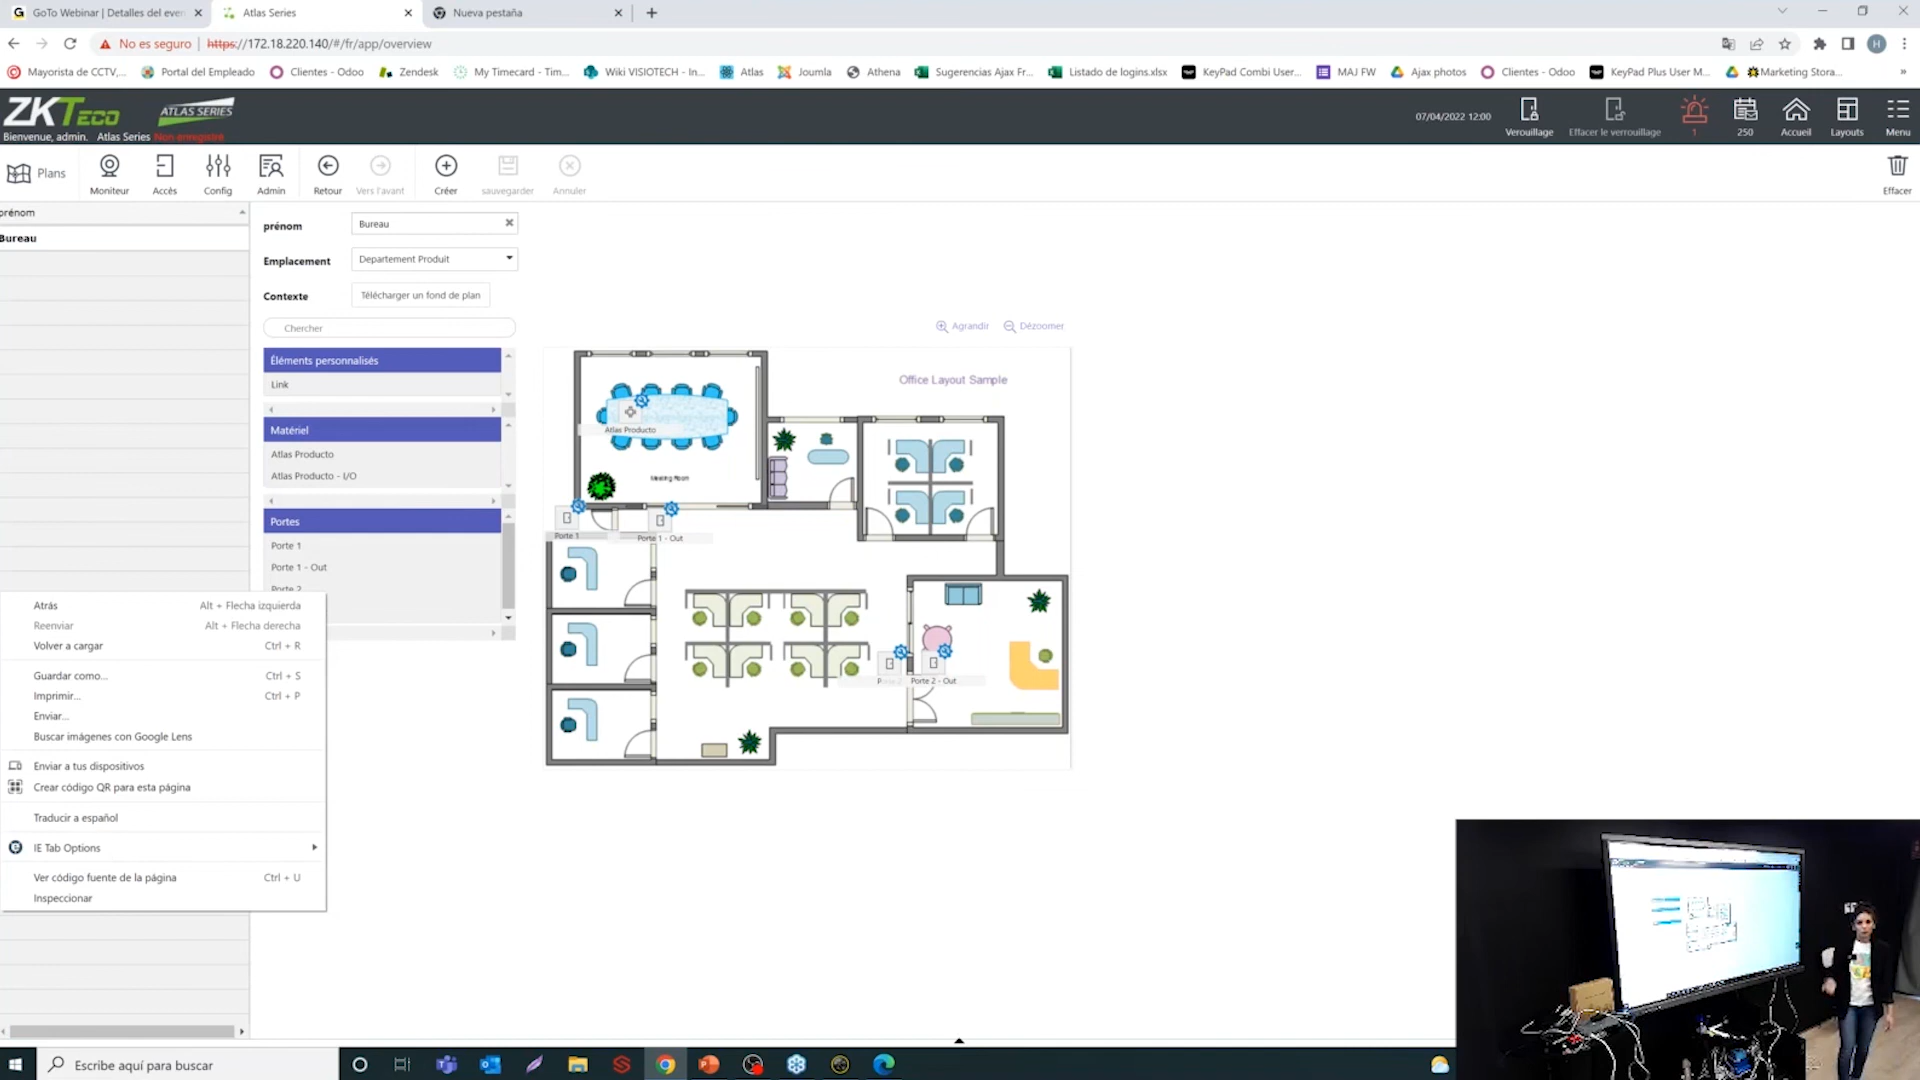 GoTo Webinar | Detalles del even
Atlas Series
Nueva pestaña
No es seguro
https://172.18.220.140/#/fr/app/overview
Mayorista de CCTV,...
Portal del Empleado
Clientes - Odoo
Zendesk
My Timecard - Tim...
Wiki VISIOTECH - In...
Atlas
Joumla
Athena
Sugerencias Ajax Fr...
Listado de logins.xlsx
KeyPad Combi User...
MAJ FW
Ajax photos
Clientes - Odoo
KeyPad Plus User M...
Marketing Stora...
ZKTeco
ATLAS SERIES
Bienvenue, admin.
Atlas Series
Non enregistré
07/04/2022 12:00
Verouillage
Effacer le verrouillage
1
250
Accueil
Layouts
Menu
Plans
Moniteur
Accès
Config
Admin
Retour
Vers l'avant
Créer
sauvegarder
Annuler
Effacer
prénom
Bureau
prénom
Bureau
Emplacement
Departement Produit
Contexte
Télécharger un fond de plan
Chercher
Agrandir
Dézoomer
Éléments personnalisés
Link
Matériel
Atlas Producto
Atlas Producto - I/O
Portes
Porte 1
Porte 1 - Out
Porte 2
Office Layout Sample
Atlas Producto
Meeting Room
Porte 1
Porte 1 - Out
Porte 2 - Out
Atrás
Alt + Flecha izquierda
Reenviar
Alt + Flecha derecha
Volver a cargar
Ctrl + R
Guardar como...
Ctrl + S
Imprimir...
Ctrl + P
Enviar...
Buscar imágenes con Google Lens
Enviar a tus dispositivos
Crear código QR para esta página
Traducir a español
IE Tab Options
Ver código fuente de la página
Ctrl + U
Inspeccionar
Escribe aquí para buscar